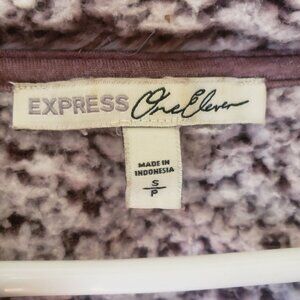 EXPRESS One Eleven
MADE IN
INDONESIA
S
P